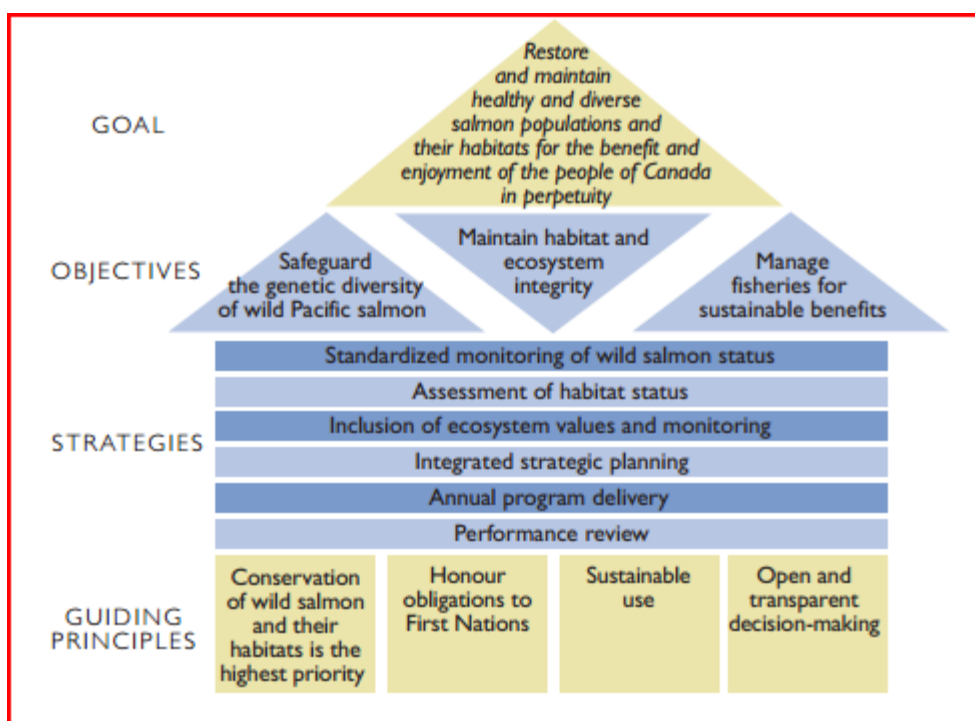 GOAL
Restore
and maintain
healthy and diverse
salmon populations and
their habitats for the benefit and
enjoyment of the people of Canada
in perpetuity
OBJECTIVES
Safeguard
the genetic diversity
of wild Pacific salmon
Maintain habitat and
ecosystem
integrity
Manage
fisheries for
sustainable benefits
STRATEGIES
Standardized monitoring of wild salmon status
Assessment of habitat status
Inclusion of ecosystem values and monitoring
Integrated strategic planning
Annual program delivery
Performance review
GUIDING
PRINCIPLES
Conservation
of wild salmon
and their
habitats is the
highest priority
Honour
obligations to
First Nations
Sustainable
use
Open and
transparent
decision-making